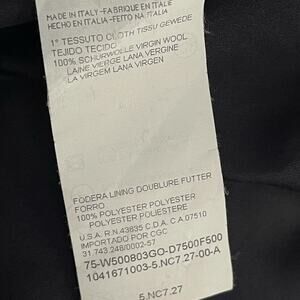 MADE IN ITALY-FABRIQUE EN ITALIE
HECHO EN ITALIA-FEITO NA ITALIA
1° TESSUTO CLOTH TISSU GEWEDE
TEJIDO TECIDO
100% SCHURWOLLE VIRGIN WOOL
LAINE VIERGE LANA VERGINE
LA VIRGEM LANA VIRGEN
FODERA LINING DOUBLURE FUTTER
FORRO
100% POLYESTER POLYESTER
POLYESTER POLIESTERE
U.S.A. R.N.43835 C.D.A. C.A.07510
IMPORTADO POR CGC
31.743.248/0002-57
75-W500803GO-D7500F500
1041671003-5.NC7.27-00-A
5.NC7.27